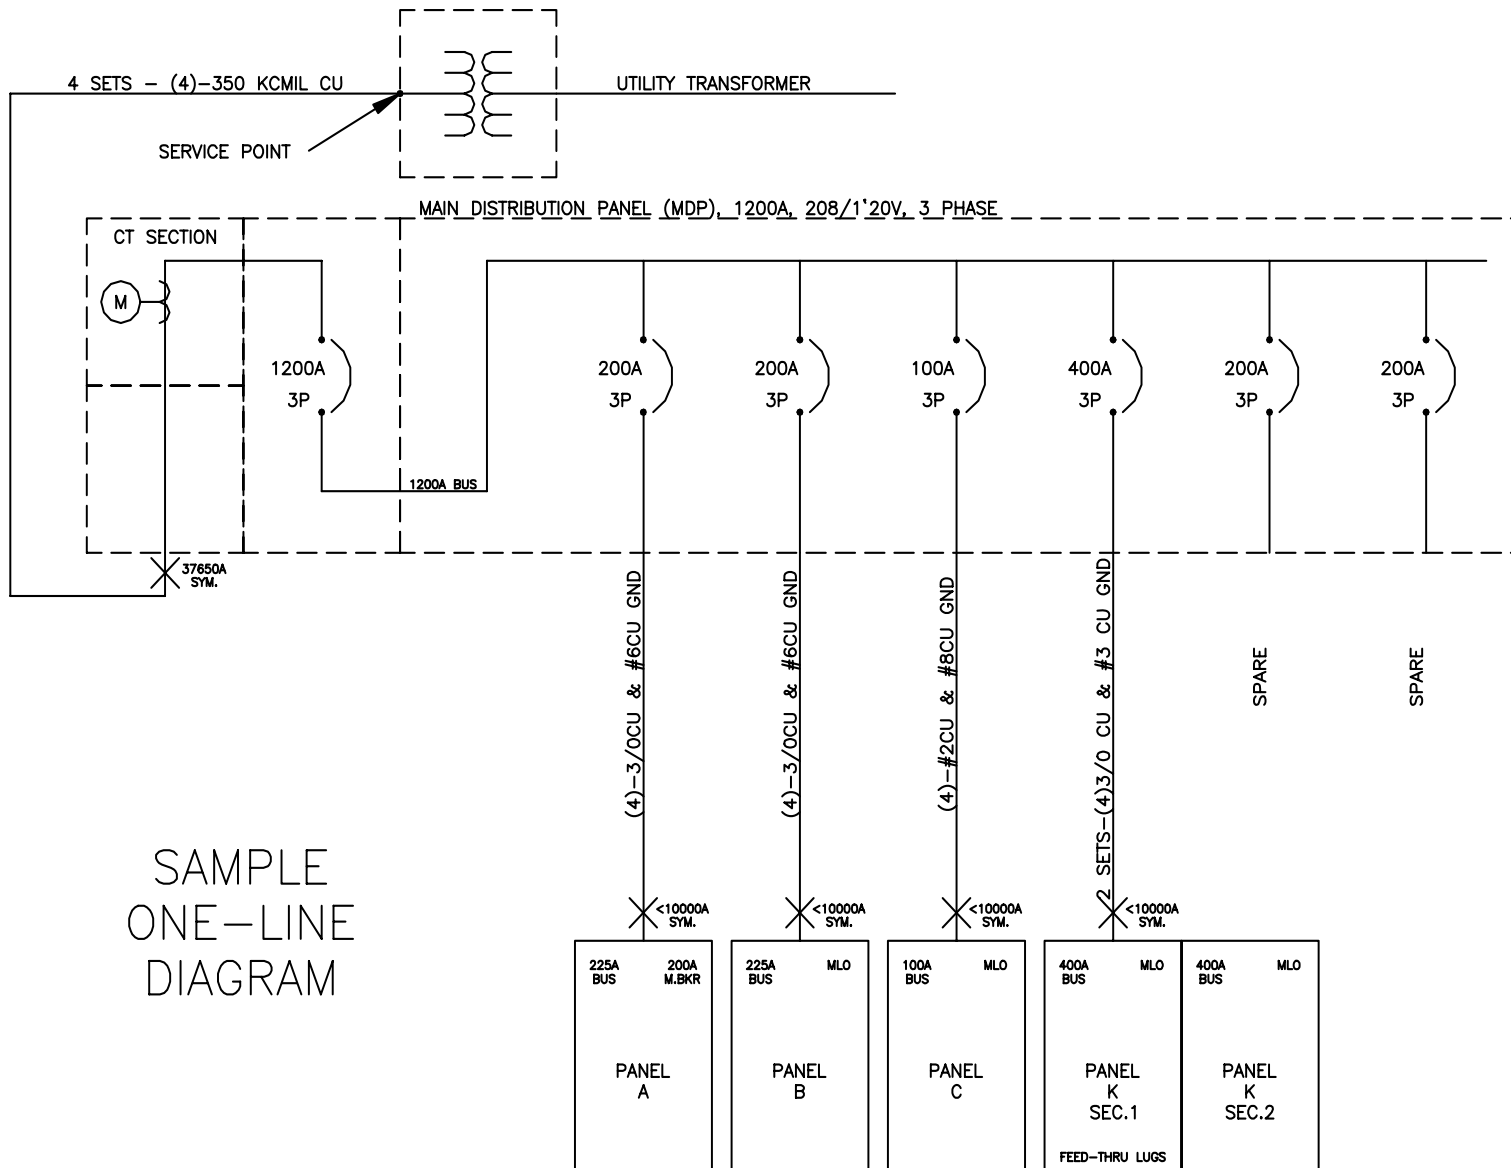 4 SETS - (4)-350 KCMIL CU
UTILITY TRANSFORMER
SERVICE POINT
MAIN DISTRIBUTION PANEL (MDP), 1200A, 208/1'20V, 3 PHASE
CT SECTION
M
1200A
3P
200A
3P
200A
3P
100A
3P
400A
3P
200A
3P
200A
3P
1200A BUS
37650A
SYM.
(4)-3/0CU & #6CU GND
(4)-3/0CU & #6CU GND
(4)-#2CU & #8CU GND
2 SETS-(4)3/0 CU & #3 CU GND
SPARE
SPARE
SAMPLE
ONE-LINE
DIAGRAM
<10000A
SYM.
<10000A
SYM.
<10000A
SYM.
<10000A
SYM.
225A
BUS
200A
M.BKR
PANEL
A
225A
BUS
MLO
PANEL
B
100A
BUS
MLO
PANEL
C
400A
BUS
MLO
PANEL
K
SEC.1
FEED-THRU LUGS
400A
BUS
MLO
PANEL
K
SEC.2